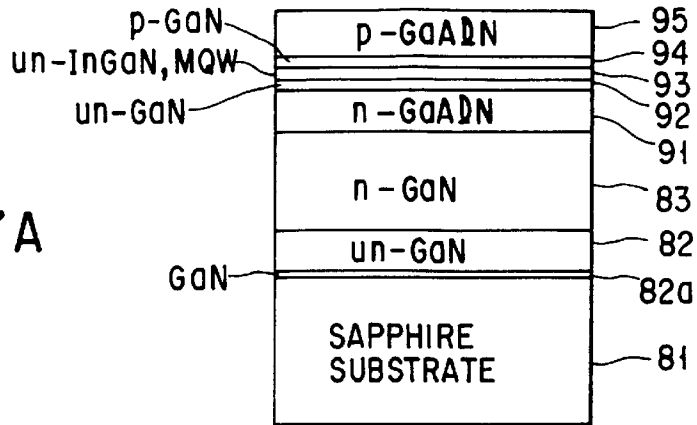 p-GaN
un-InGaN, MQW
un-GaN
GaN
A
p-GaAlN
n-GaAlN
n-GaN
un-GaN
SAPPHIRE
SUBSTRATE
95
94
93
92
91
83
82
82a
81